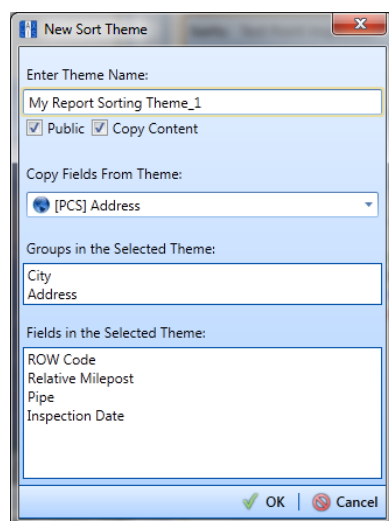 New Sort Theme
Enter Theme Name:
My Report Sorting Theme_1
Public Copy Content
Copy Fields From Theme:
[PCS] Address
Groups in the Selected Theme:
City
Address
Fields in the Selected Theme:
ROW Code
Relative Milepost
Pipe
Inspection Date
OK | Cancel